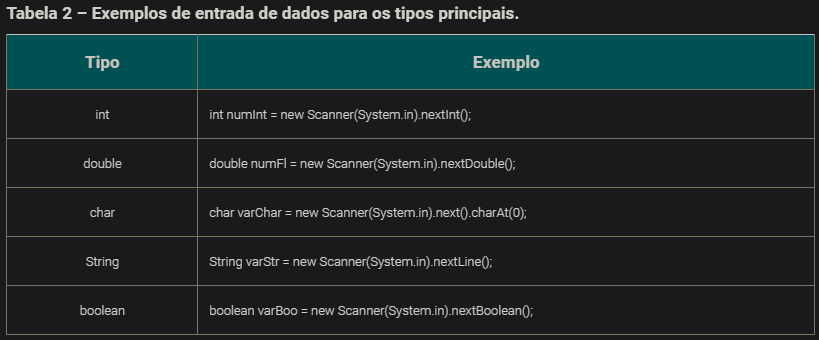 Tabela 2 – Exemplos de entrada de dados para os tipos principais.
Tipo Exemplo
int int numInt = new Scanner(System.in).nextInt();
double double numFl = new Scanner(System.in).nextDouble();
char char varChar = new Scanner(System.in).next().charAt(0);
String String varStr = new Scanner(System.in).nextLine();
boolean boolean varBoo = new Scanner(System.in).nextBoolean();